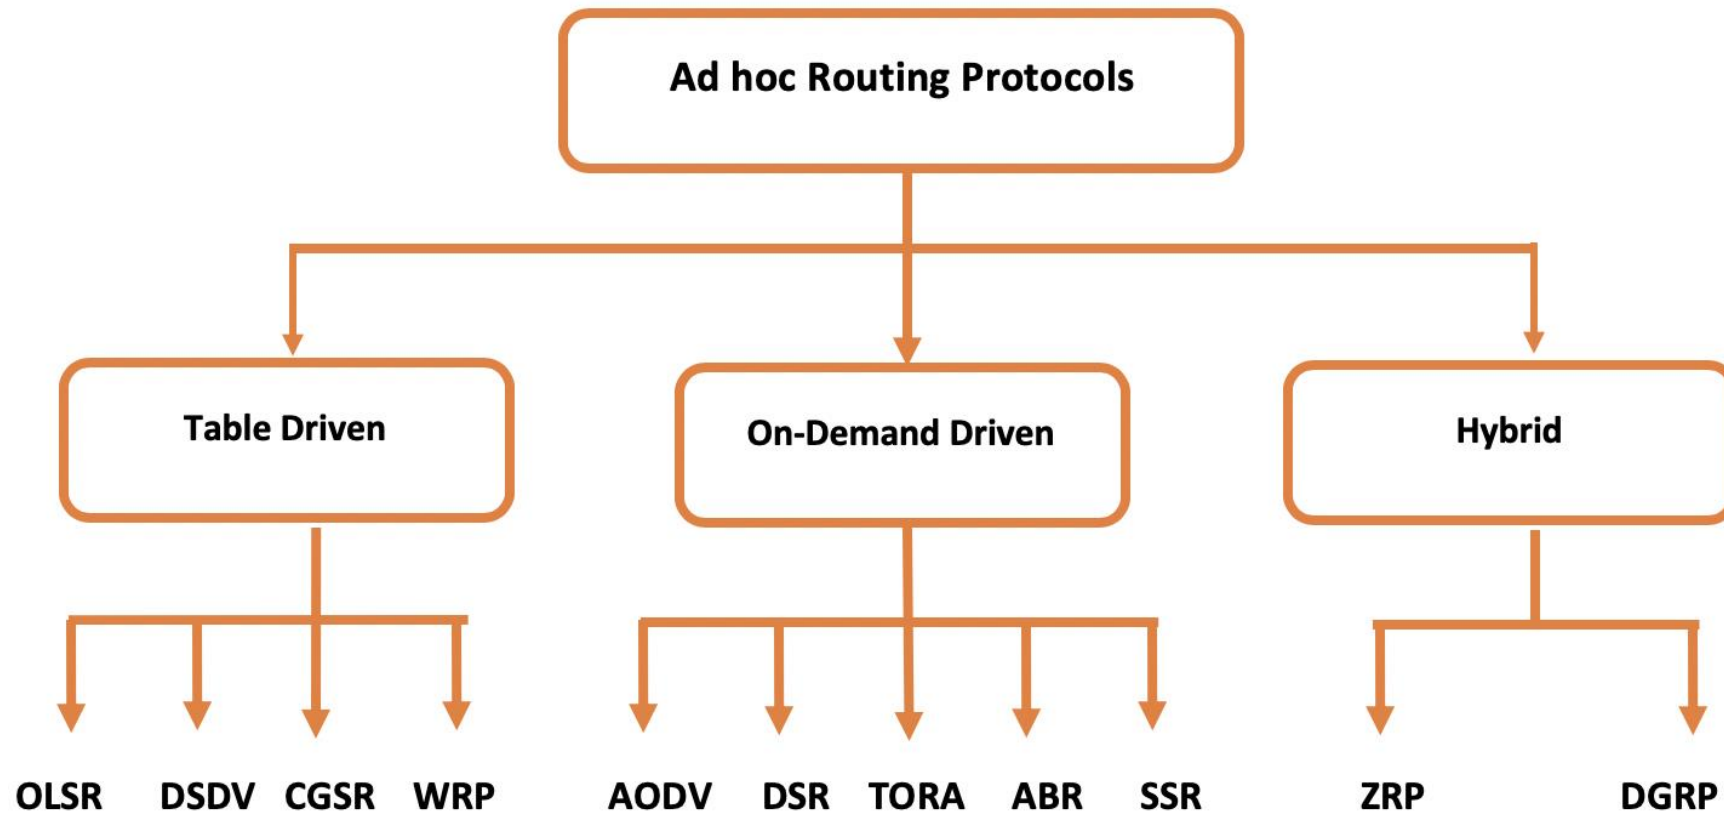 Ad hoc Routing Protocols
Table Driven
On-Demand Driven
Hybrid
OLSR
DSDV
CGSR
WRP
AODV
DSR
TORA
ABR
SSR
ZRP
DGRP